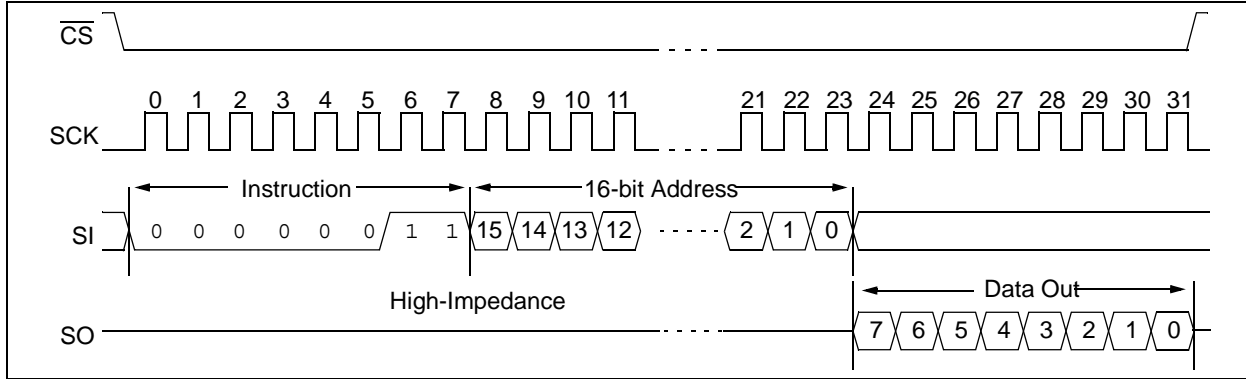 CS
0 1 2 3 4 5 6 7 8 9 10 11 21 22 23 24 25 26 27 28 29 30 31
SCK
Instruction 16-bit Address
SI 0 0 0 0 0 0 1 1 15 14 13 12 2 1 0
High-Impedance Data Out
SO 7 6 5 4 3 2 1 0